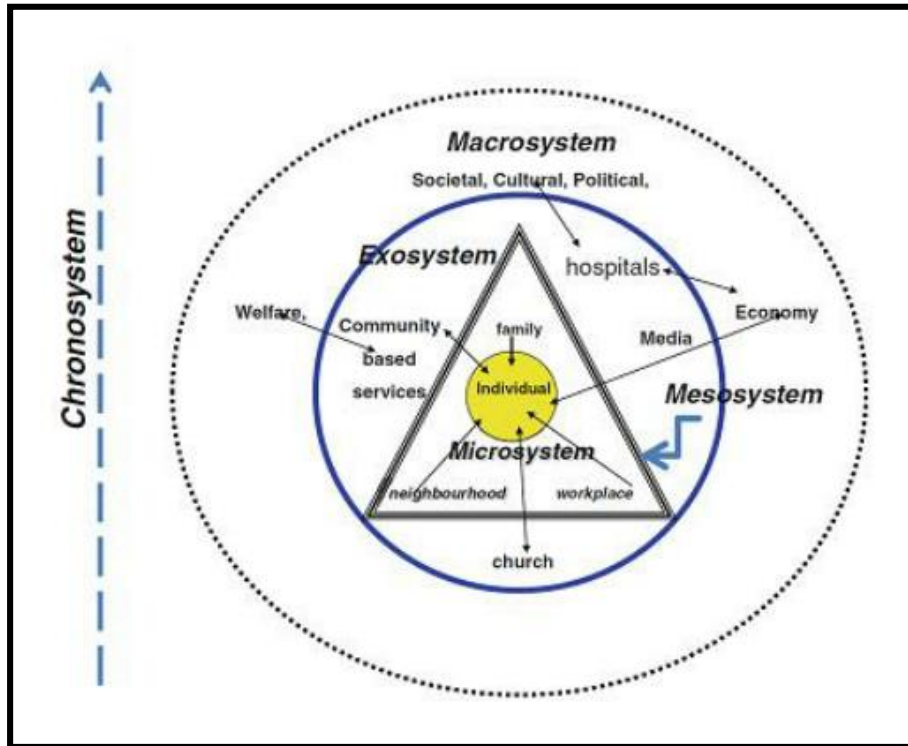 Macrosystem
Societal, Cultural, Political,
Exosystem
hospitals
Welfare,
Economy
Community
family
Media
based
services
Individual
Mesosystem
Microsystem
neighbourhood
workplace
church
Chronosystem